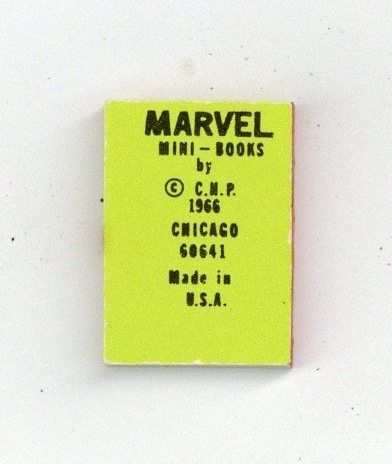 MARVEL
MINI-BOOKS
by
© C.N.P.
1966
CHICAGO
60641
Made in
U.S.A.